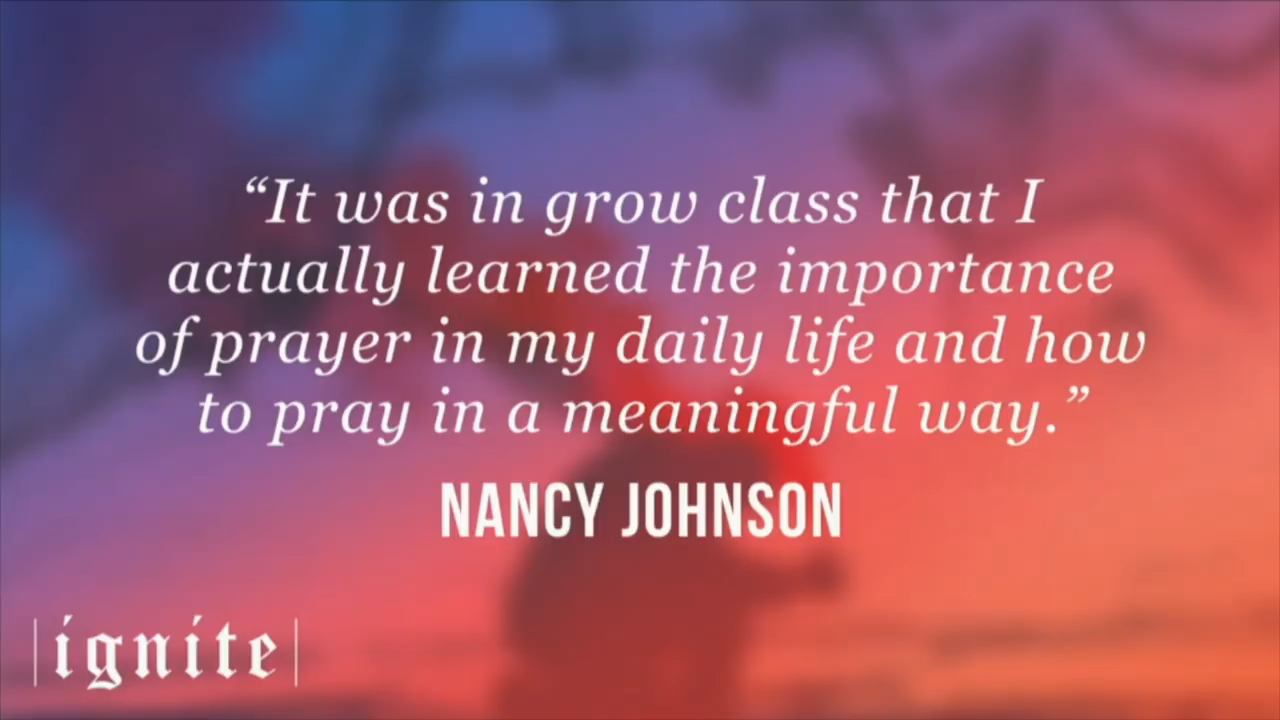 “It was in grow class that I
actually learned the importance
of prayer in my daily life and how
to pray in a meaningful way.”
NANCY JOHNSON
|ignite|